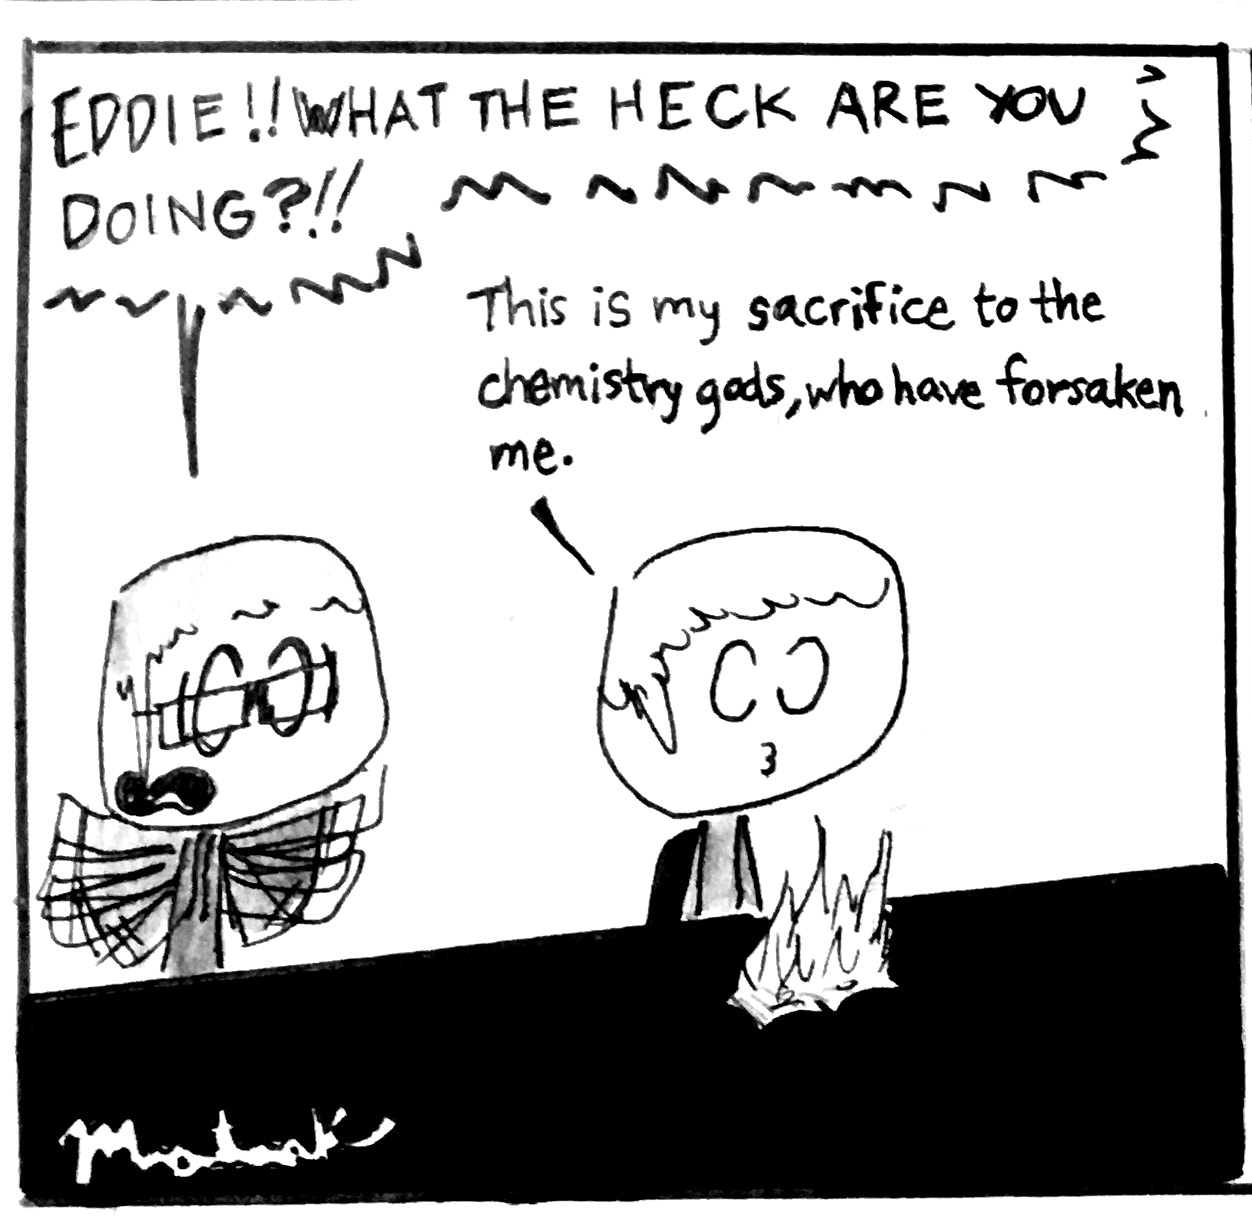 EDDIE!! WHAT THE HECK ARE YOU
DOING?!!
This is my sacrifice to the
chemistry gods, who have forsaken
me.